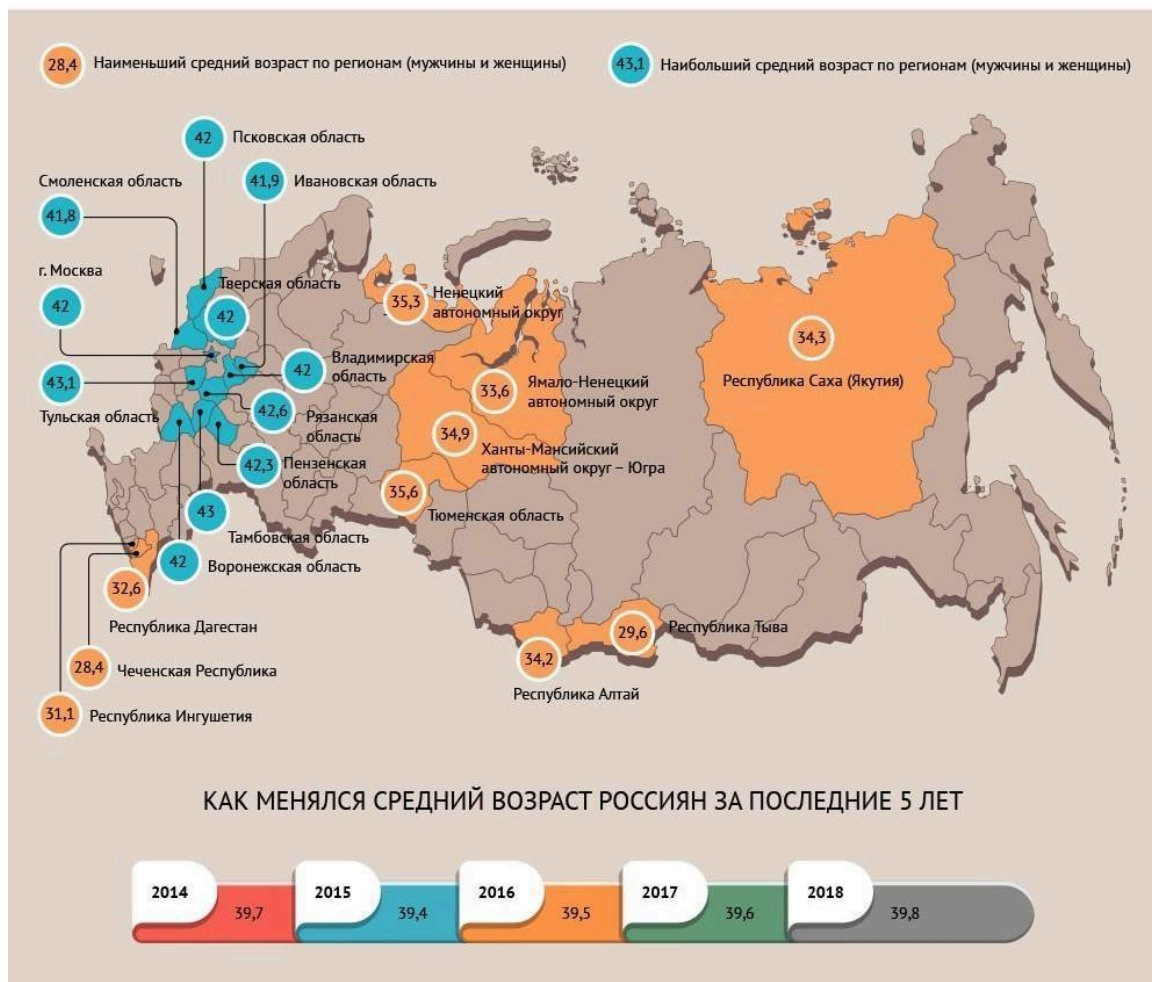 28,4
Наименьший средний возраст по регионам (мужчины и женщины)
43,1
Наибольший средний возраст по регионам (мужчины и женщины)
42
Псковская область
Смоленская область
41,9
Ивановская область
41,8
г. Москва
Тверская область
42
42
35,3
Ненецкий
автономный округ
34,3
Республика Саха (Якутия)
42
Владимирская
область
43,1
Тульская область
33,6
Ямало-Ненецкий
автономный округ
42,6
Рязанская
область
34,9
Ханты-Мансийский
автономный округ – Югра
42,3
Пензенская
область
35,6
Тюменская область
43
Тамбовская область
42
Воронежская область
32,6
Республика Дагестан
29,6
Республика Тыва
34,2
Республика Алтай
28,4
Чеченская Республика
31,1
Республика Ингушетия
КАК МЕНЯЛСЯ СРЕДНИЙ ВОЗРАСТ РОССИЯН ЗА ПОСЛЕДНИЕ 5 ЛЕТ
2014
39,7
2015
39,4
2016
39,5
2017
39,6
2018
39,8